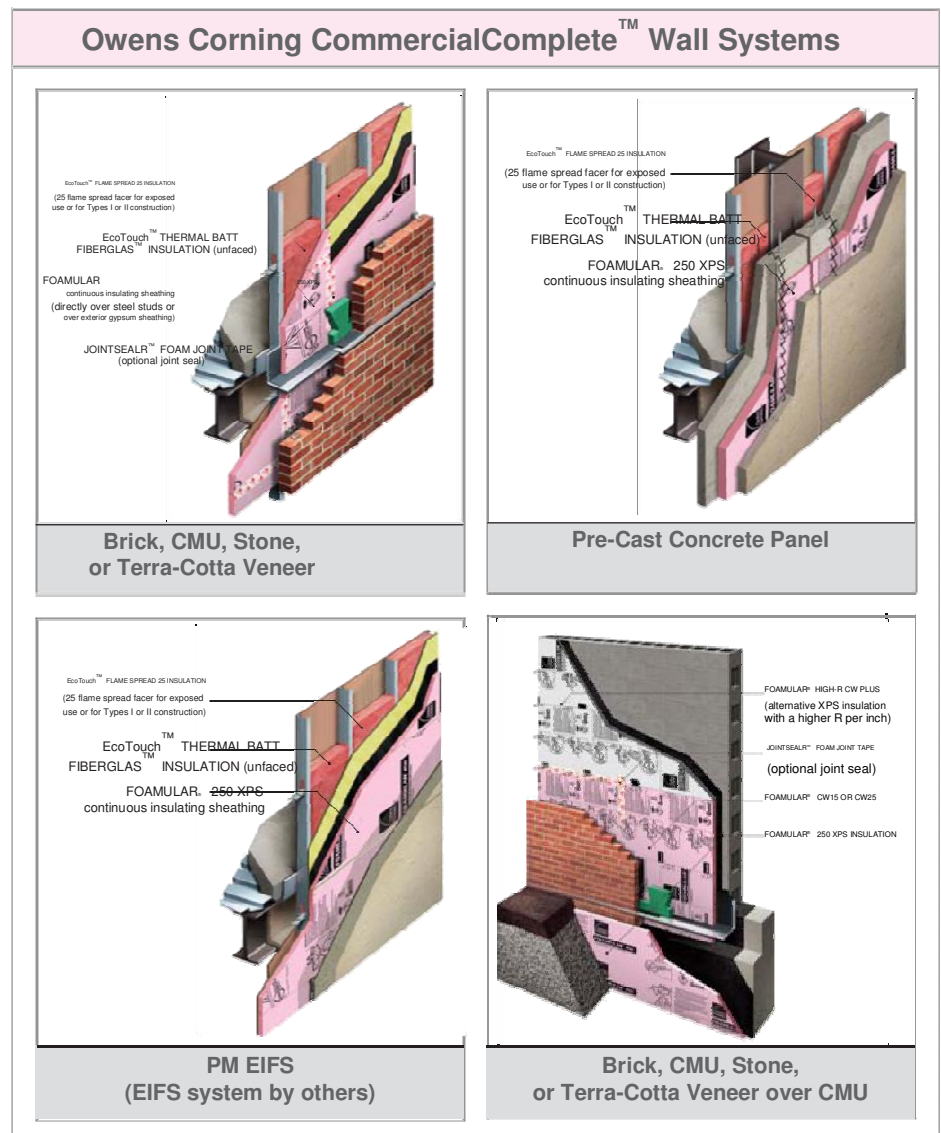 Owens Corning CommercialComplete™ Wall Systems
EcoTouch™ FLAME SPREAD 25 INSULATION
(25 flame spread facer for exposed
use or for Types I or II construction)
EcoTouch™ THERMAL BATT
FIBERGLAS™ INSULATION (unfaced)
FOAMULAR
250 XPS
continuous insulating sheathing
(directly over steel studs or
over exterior gypsum sheathing)
JOINTSEALR™ FOAM JOINT TAPE
(optional joint seal)
Brick, CMU, Stone,
or Terra-Cotta Veneer
EcoTouch™ FLAME SPREAD 25 INSULATION
(25 flame spread facer for exposed
use or for Types I or II construction)
EcoTouch™ THERMAL BATT
FIBERGLAS™ INSULATION (unfaced)
FOAMULAR® 250 XPS
continuous insulating sheathing
Pre-Cast Concrete Panel
EcoTouch™ FLAME SPREAD 25 INSULATION
(25 flame spread facer for exposed
use or for Types I or II construction)
EcoTouch™ THERMAL BATT
FIBERGLAS™ INSULATION (unfaced)
FOAMULAR® 250 XPS
continuous insulating sheathing
PM EIFS
(EIFS system by others)
FOAMULAR® HIGH-R CW PLUS
(alternative XPS insulation
with a higher R per inch)
JOINTSEALR™ FOAM JOINT TAPE
(optional joint seal)
FOAMULAR® CW15 OR CW25
FOAMULAR® 250 XPS INSULATION
Brick, CMU, Stone,
or Terra-Cotta Veneer over CMU